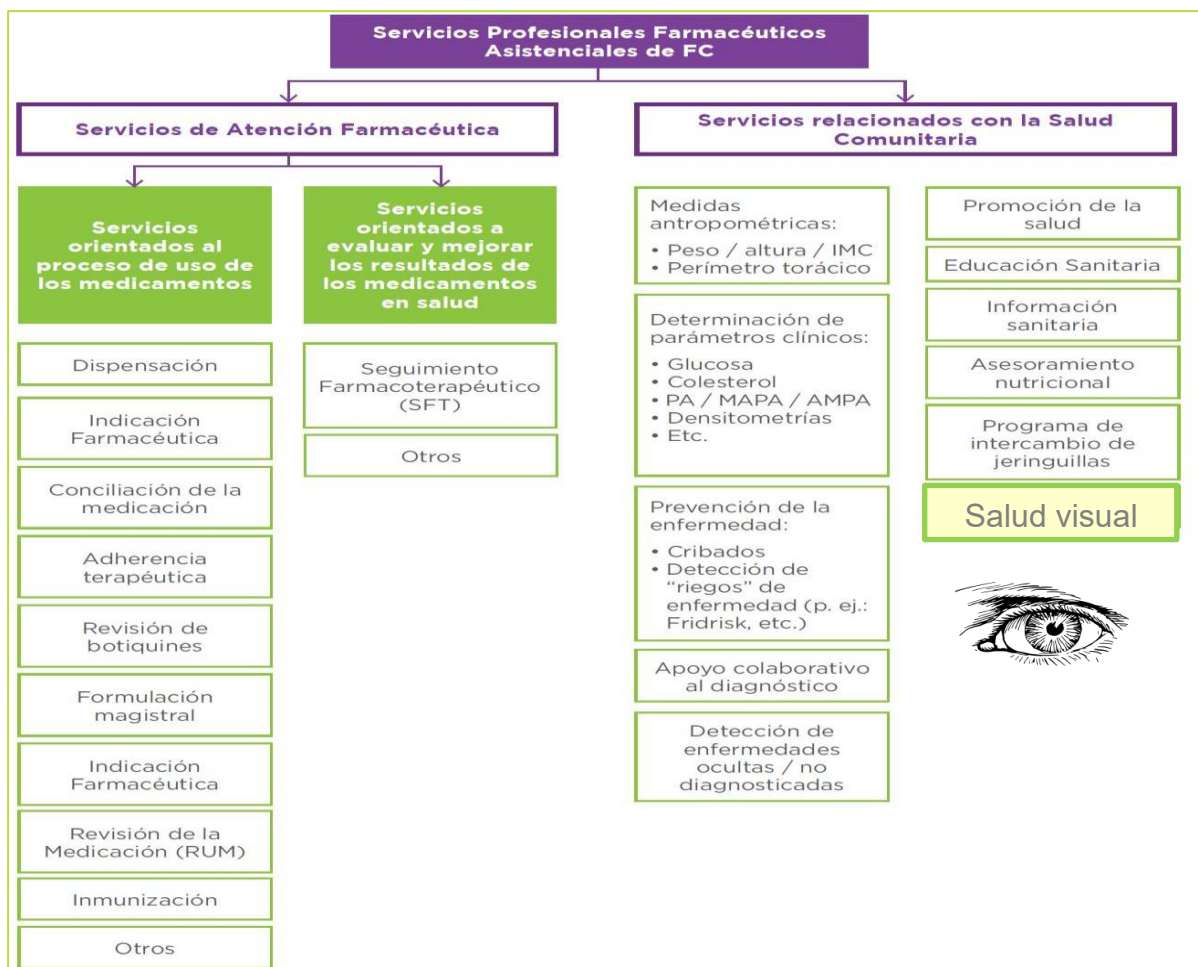 Servicios Profesionales Farmacéuticos
Asistenciales de FC
Servicios de Atención Farmacéutica
Servicios
orientados al
proceso de uso de
los medicamentos
Dispensación
Indicación
Farmacéutica
Conciliación de la
medicación
Adherencia
terapéutica
Revisión de
botiquines
Formulación
magistral
Indicación
Farmacéutica
Revisión de la
Medicación (RUM)
Inmunización
Otros
Servicios
orientados a
evaluar y mejorar
los resultados de
los medicamentos
en salud
Seguimiento
Farmacoterapéutico
(SFT)
Otros
Servicios relacionados con la Salud
Comunitaria
Medidas
antropométricas:
• Peso / altura / IMC
• Perímetro torácico
Determinación de
parámetros clínicos:
• Glucosa
• Colesterol
• PA / MAPA / AMPA
• Densitometrías
• Etc.
Prevención de la
enfermedad:
• Cribados
• Detección de
“riegos” de
enfermedad (p. ej.:
Fridrisk, etc.)
Apoyo colaborativo
al diagnóstico
Detección de
enfermedades
ocultas / no
diagnosticadas
Promoción de la
salud
Educación Sanitaria
Información
sanitaria
Asesoramiento
nutricional
Programa de
intercambio de
jeringuillas
Salud visual